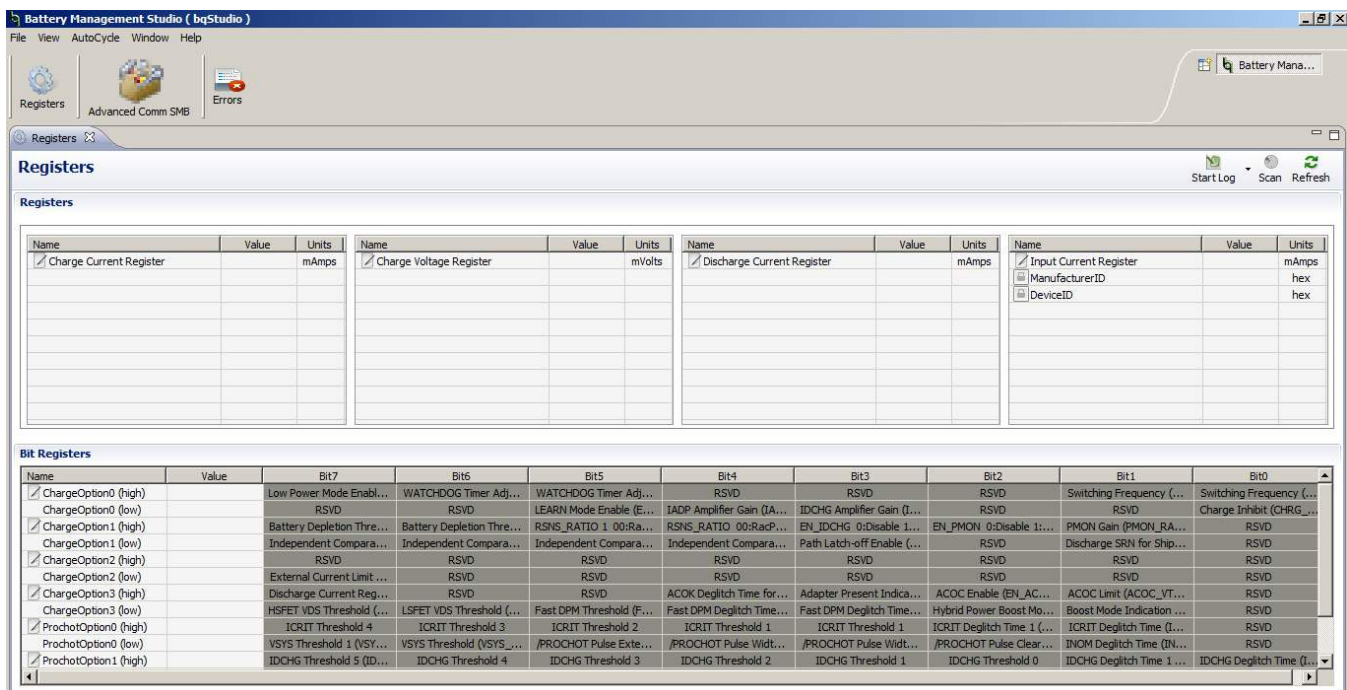 Battery Management Studio ( bqStudio )
File View AutoCycle Window Help
Registers Advanced Comm SMB Errors Battery Mana...
Registers
Registers
Start Log Scan Refresh
Registers
Name Value Units Name Value Units Name Value Units Name Value Units
Charge Current Register mAmps Charge Voltage Register mVolts Discharge Current Register mAmps Input Current Register mAmps
ManufacturerID hex
DeviceID hex
Bit Registers
Name Value Bit7 Bit6 Bit5 Bit4 Bit3 Bit2 Bit1 Bit0
ChargeOption0 (high) Low Power Mode Enabl... WATCHDOG Timer Adj... WATCHDOG Timer Adj... RSVD RSVD RSVD Switching Frequency (... Switching Frequency (...
ChargeOption0 (low) RSVD RSVD LEARN Mode Enable (E... IADP Amplifier Gain (IA... IDCHG Amplifier Gain (I... RSVD RSVD Charge Inhibit (CHRG_...
ChargeOption1 (high) Battery Depletion Thre... Battery Depletion Thre... RSNS_RATIO 1 00:Ra... RSNS_RATIO 00:RacP... EN_IDCHG 0:Disable 1... EN_PMON 0:Disable 1:... PMON Gain (PMON_RA... RSVD
ChargeOption1 (low) Independent Compara... Independent Compara... Independent Compara... Independent Compara... Path Latch-off Enable (... RSVD Discharge SRN for Ship... RSVD
ChargeOption2 (high) RSVD RSVD RSVD RSVD RSVD RSVD RSVD RSVD
ChargeOption2 (low) External Current Limit ... RSVD RSVD RSVD RSVD RSVD RSVD RSVD
ChargeOption3 (high) Discharge Current Reg... RSVD RSVD ACOK Deglitch Time for... Adapter Present Indica... ACOC Enable (EN_AC... ACOC Limit (ACOC_VT... RSVD
ChargeOption3 (low) HSFET VDS Threshold (... LSFET VDS Threshold (... Fast DPM Threshold (F... Fast DPM Deglitch Time... Fast DPM Deglitch Time... Hybrid Power Boost Mo... Boost Mode Indication ... RSVD
ProchotOption0 (high) ICRIT Threshold 4 ICRIT Threshold 3 ICRIT Threshold 2 ICRIT Threshold 1 ICRIT Threshold 1 ICRIT Deglitch Time 1 (... ICRIT Deglitch Time (I... RSVD
ProchotOption0 (low) VSYS Threshold 1 (VSY... VSYS Threshold (VSYS_... /PROCHOT Pulse Exte... /PROCHOT Pulse Widt... /PROCHOT Pulse Widt... /PROCHOT Pulse Clear... INOM Deglitch Time (IN... RSVD
ProchotOption1 (high) IDCHG Threshold 5 (ID... IDCHG Threshold 4 IDCHG Threshold 3 IDCHG Threshold 2 IDCHG Threshold 1 IDCHG Threshold 0 IDCHG Deglitch Time 1 ... IDCHG Deglitch Time (I...